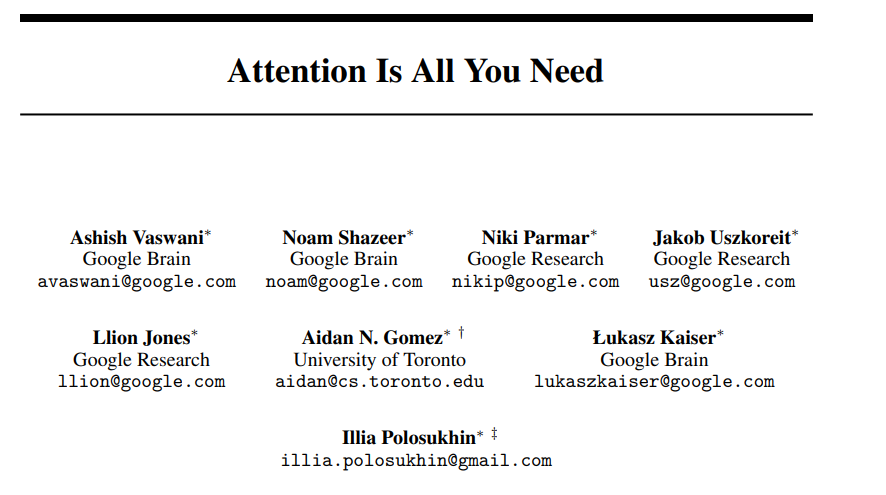 Attention Is All You Need
Ashish Vaswani* Noam Shazeer* Niki Parmar* Jakob Uszkoreit*
Google Brain Google Brain Google Research Google Research
avaswani@google.com noam@google.com nikip@google.com usz@google.com
Llion Jones* Aidan N. Gomez* † Łukasz Kaiser*
Google Research University of Toronto Google Brain
llion@google.com aidan@cs.toronto.edu lukaszkaiser@google.com
Illia Polosukhin* ‡
illia.polosukhin@gmail.com